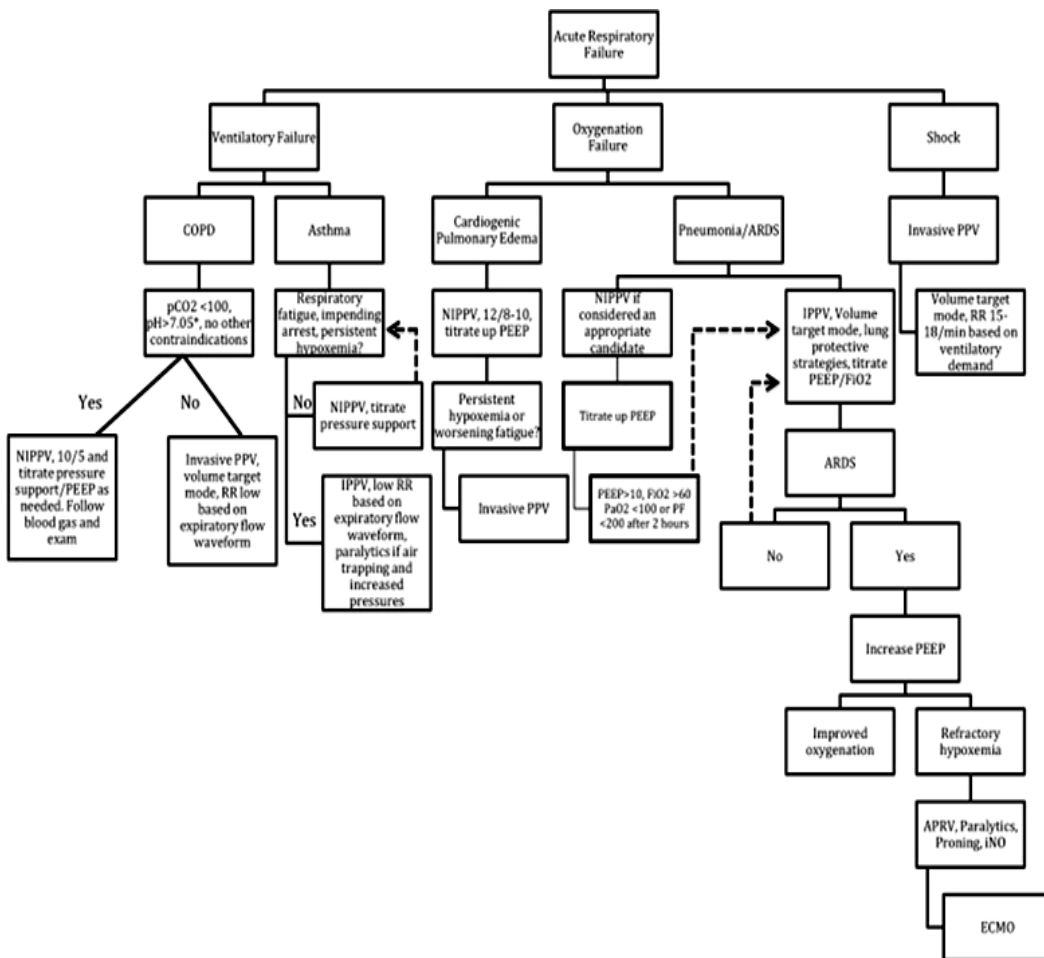 Acute Respiratory
Failure
Ventilatory Failure
Oxygenation
Failure
Shock
COPD
Asthma
Cardiogenic
Pulmonary Edema
Pneumonia/ARDS
Invasive PPV
pCO2 <100,
pH>7.05*, no other
contraindications
Respiratory
fatigue, impending
arrest, persistent
hypoxemia?
NIPPV, 12/8-10,
titrate up PEEP
NIPPV if
considered an
appropriate
candidate
IPPV, Volume
target mode, lung
protective
strategies, titrate
PEEP/FiO2
Volume target
mode, RR 15-
18/min based on
ventilatory
demand
Yes
No
No
NIPPV, titrate
pressure support
Persistent
hypoxemia or
worsening fatigue?
Titrate up PEEP
NIPPV, 10/5 and
titrate pressure
support/PEEP as
needed. Follow
blood gas and
exam
Invasive PPV,
volume target
mode, RR low
based on
expiratory flow
waveform
Yes
IPPV, low RR
based on
expiratory flow
waveform,
paralytics if air
trapping and
increased
pressures
Invasive PPV
PEEP>10, FiO2 >60
PaO2 <100 or PF
<200 after 2 hours
ARDS
No
Yes
Increase PEEP
Improved
oxygenation
Refractory
hypoxemia
APRV, Paralytics,
Proning, iNO
ECMO